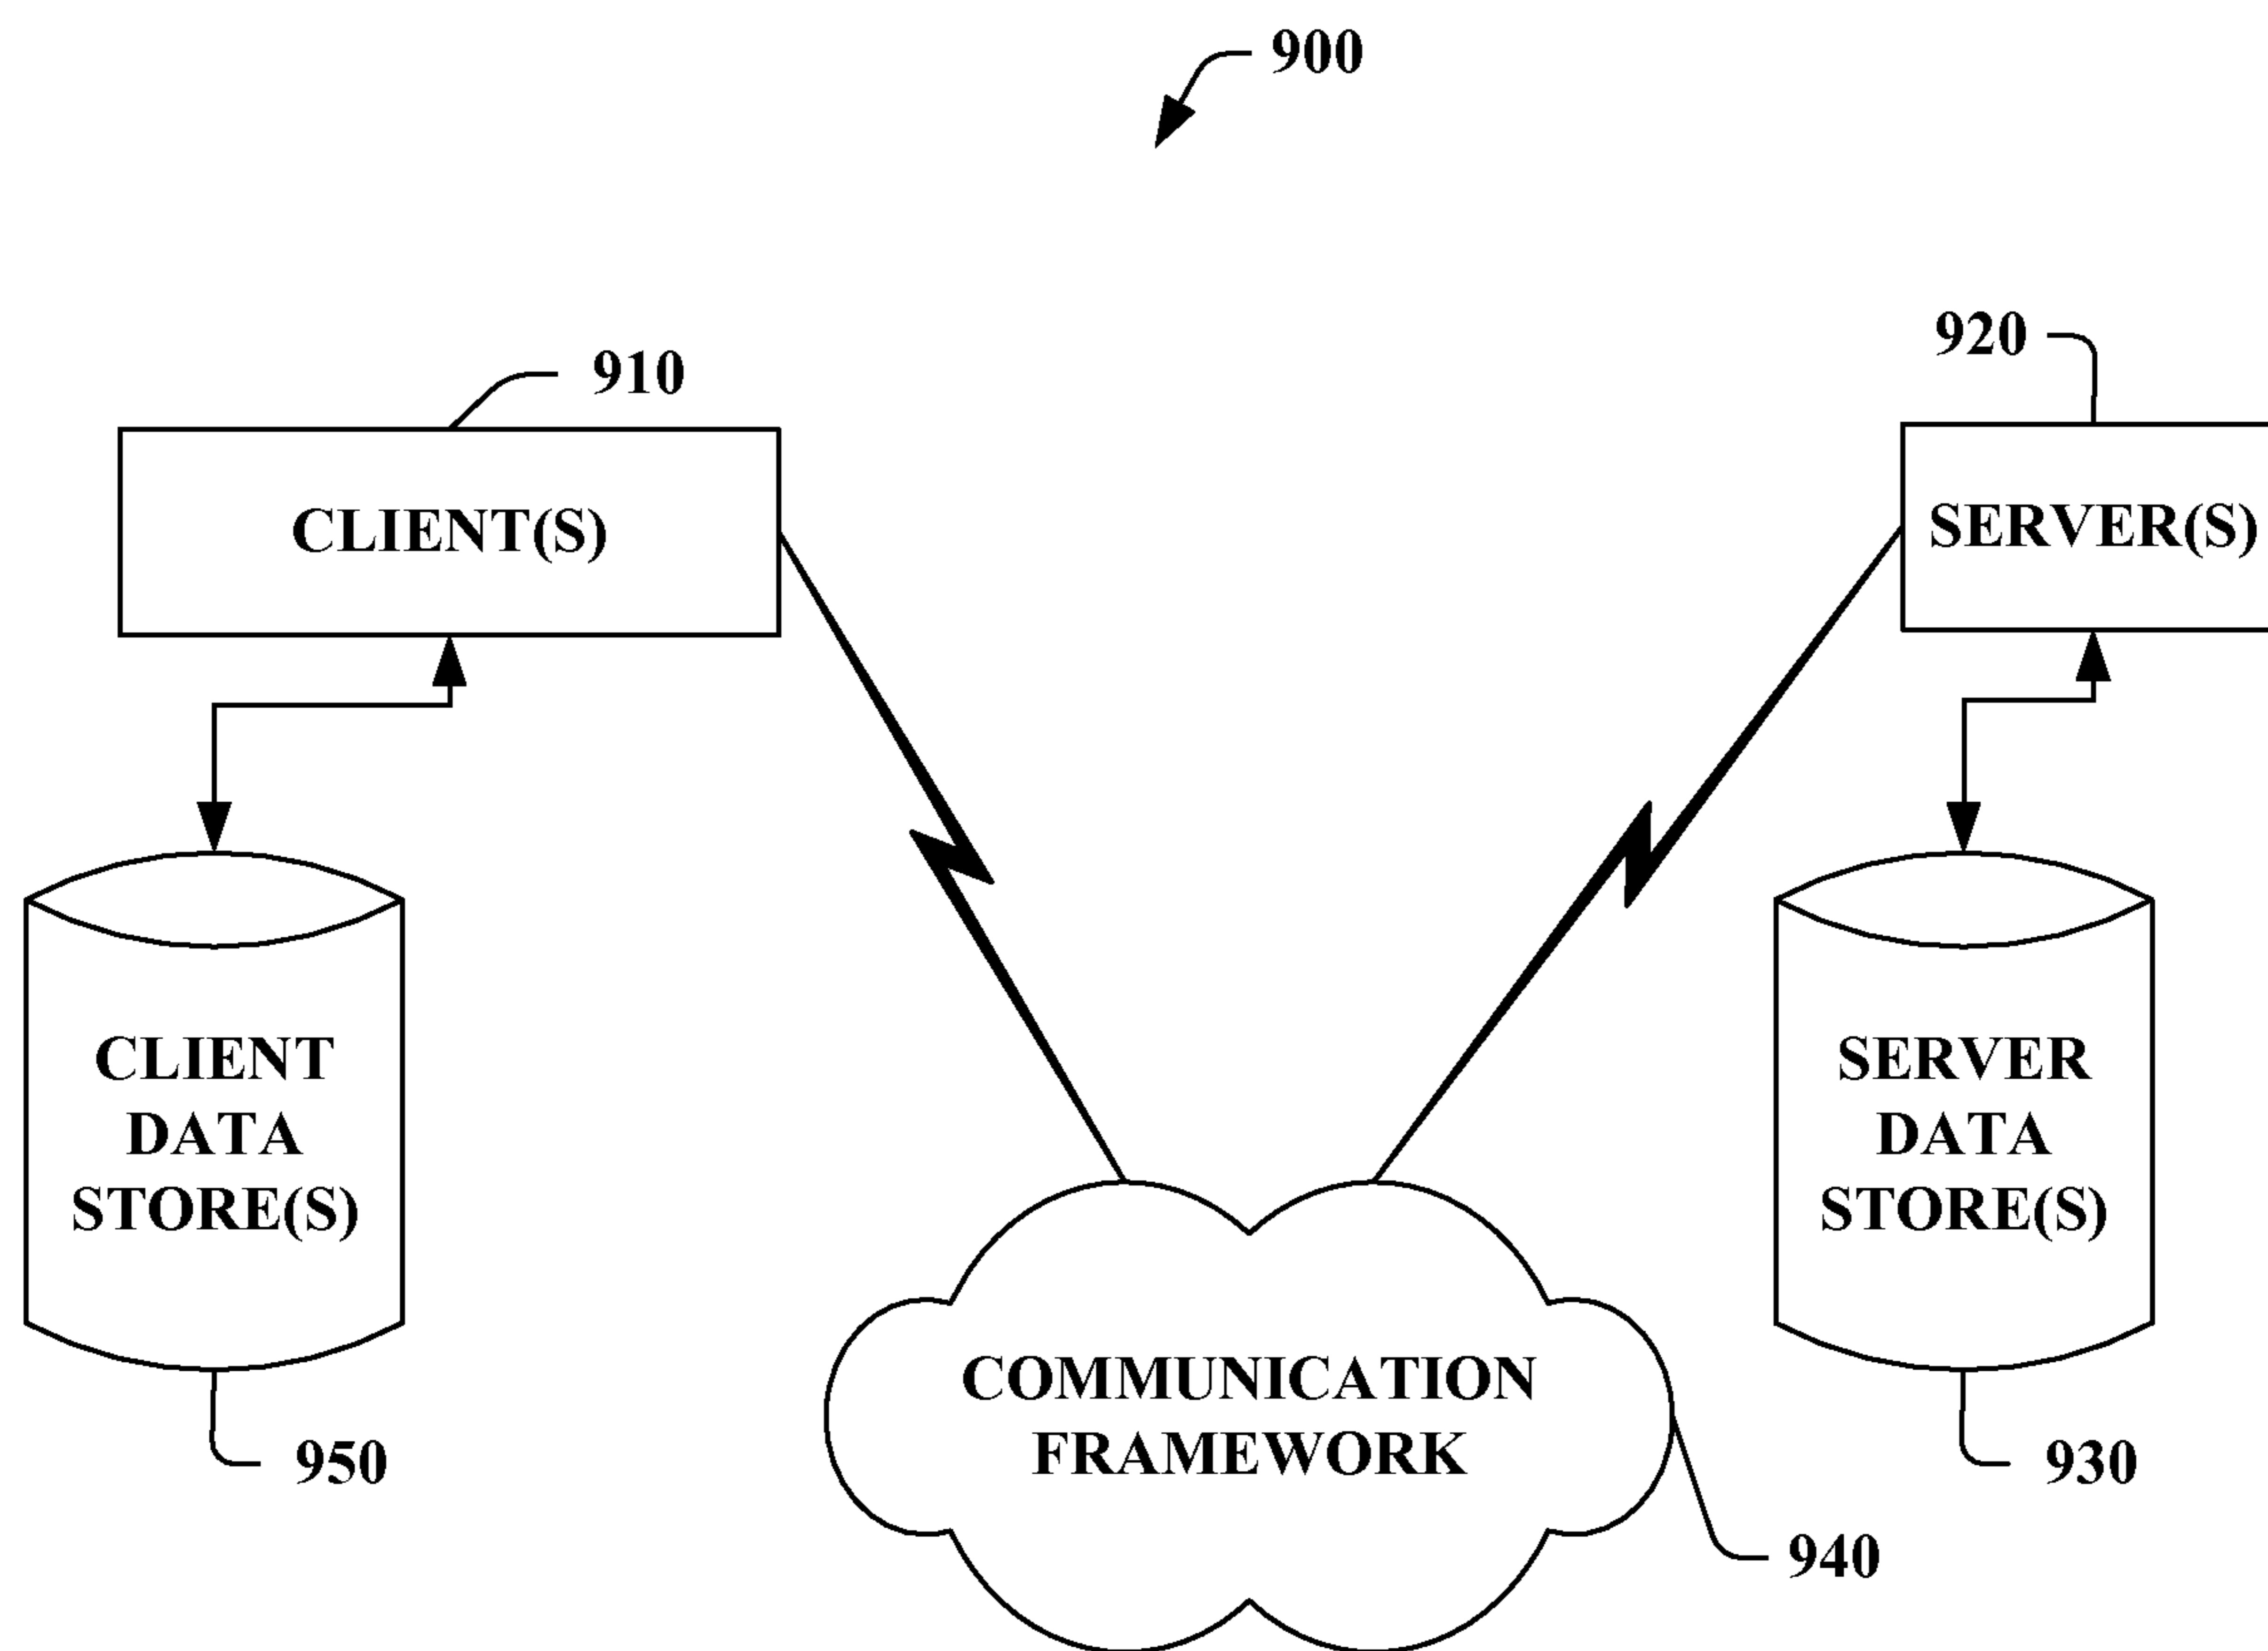 900
910
920
CLIENT(S)
SERVER(S)
CLIENT
DATA
STORE(S)
SERVER
DATA
STORE(S)
COMMUNICATION
FRAMEWORK
950
930
940